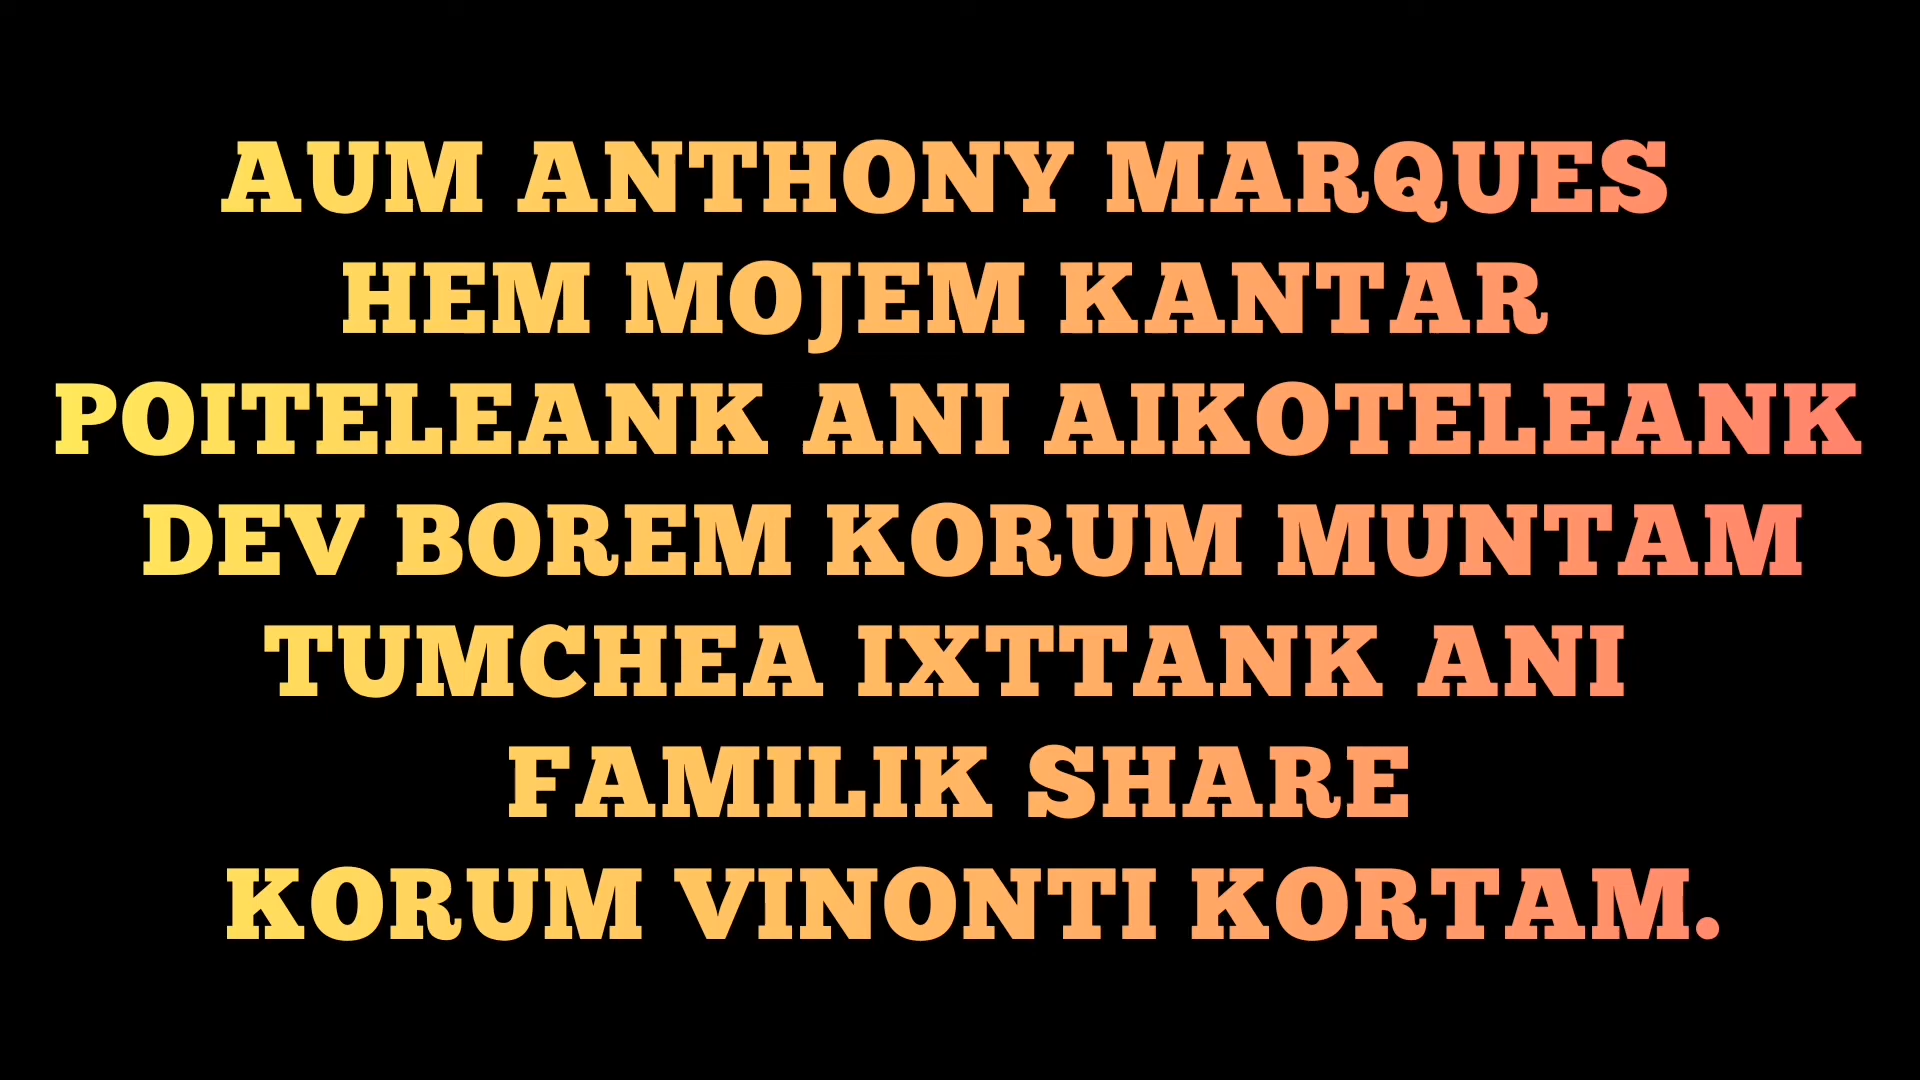 AUM ANTHONY MARQUES
HEM MOJEM KANTAR
POITELEANK ANI AIKOTELEANK
DEV BOREM KORUM MUNTAM
TUMCHEA IXTTANK ANI
FAMILIK SHARE
KORUM VINONTI KORTAM.